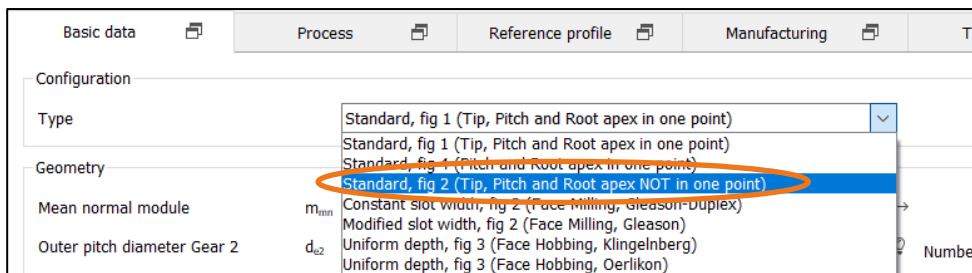 Basic data Process Reference profile Manufacturing T
Configuration
Type Standard, fig 1 (Tip, Pitch and Root apex in one point)
Standard, fig 1 (Tip, Pitch and Root apex in one point)
Geometry Standard, fig 4 (Pitch and Root apex in one point)
Standard, fig 2 (Tip, Pitch and Root apex NOT in one point)
Mean normal module mmn Constant slot width, fig 2 (Face Milling, Gleason-Duplex)
Modified slot width, fig 2 (Face Milling, Gleason)
Outer pitch diameter Gear 2 de2 Uniform depth, fig 3 (Face Hobbing, Klingelnberg) Numbe
Uniform depth, fig 3 (Face Hobbing, Oerlikon)